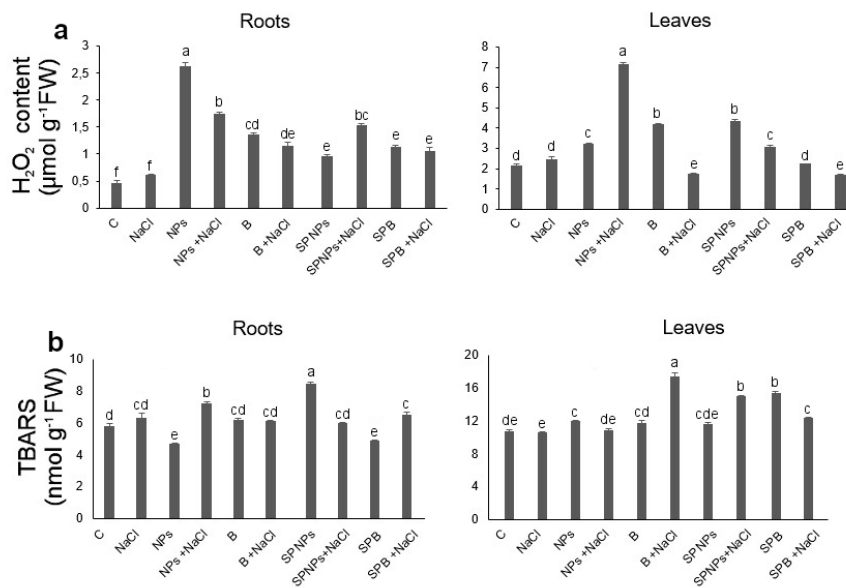 a
Roots
H₂O₂ content
(µmol g⁻¹FW)
3
2,5
2
1,5
1
0,5
0
f
f
a
b
cd
de
e
bc
e
e
C
NaCl
NPs
NPs +NaCl
B
B +NaCl
SPNPs
SPNPs+NaCl
SPB
SPB +NaCl
Leaves
8
7
6
5
4
3
2
1
0
d
d
c
a
b
e
b
c
d
e
C
NaCl
NPs
NPs +NaCl
B
B +NaCl
SPNPs
SPNPs+NaCl
SPB
SPB +NaCl
b
Roots
TBARS
(nmol g⁻¹FW)
10
8
6
4
2
0
d
cd
e
b
cd
cd
a
cd
e
c
C
NaCl
NPs
NPs +NaCl
B
B +NaCl
SPNPs
SPNPs+NaCl
SPB
SPB +NaCl
Leaves
20
16
12
8
4
0
de
e
c
de
cd
a
cde
b
b
c
C
NaCl
NPs
NPs +NaCl
B
B +NaCl
SPNPs
SPNPs+NaCl
SPB
SPB +NaCl